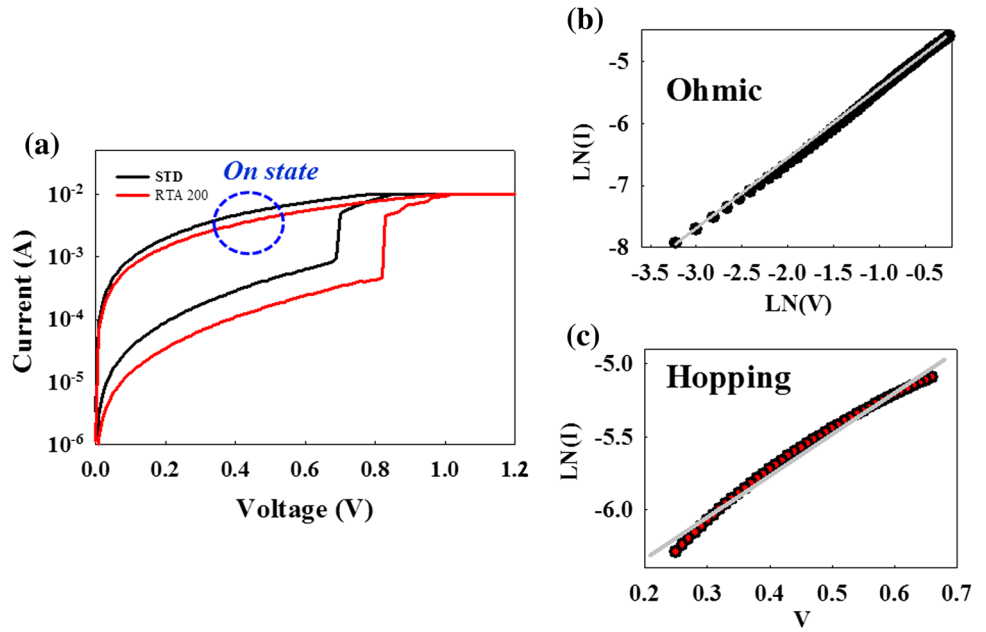 (a)
STD
RTA 200
On state
Current (A)
10-2
10-3
10-4
10-5
10-6
0.0 0.2 0.4 0.6 0.8 1.0 1.2
Voltage (V)
(b)
Ohmic
LN(I)
-5
-6
-7
-8
-3.5 -3.0 -2.5 -2.0 -1.5 -1.0 -0.5
LN(V)
(c)
Hopping
LN(I)
-5.0
-5.5
-6.0
0.2 0.3 0.4 0.5 0.6 0.7
V